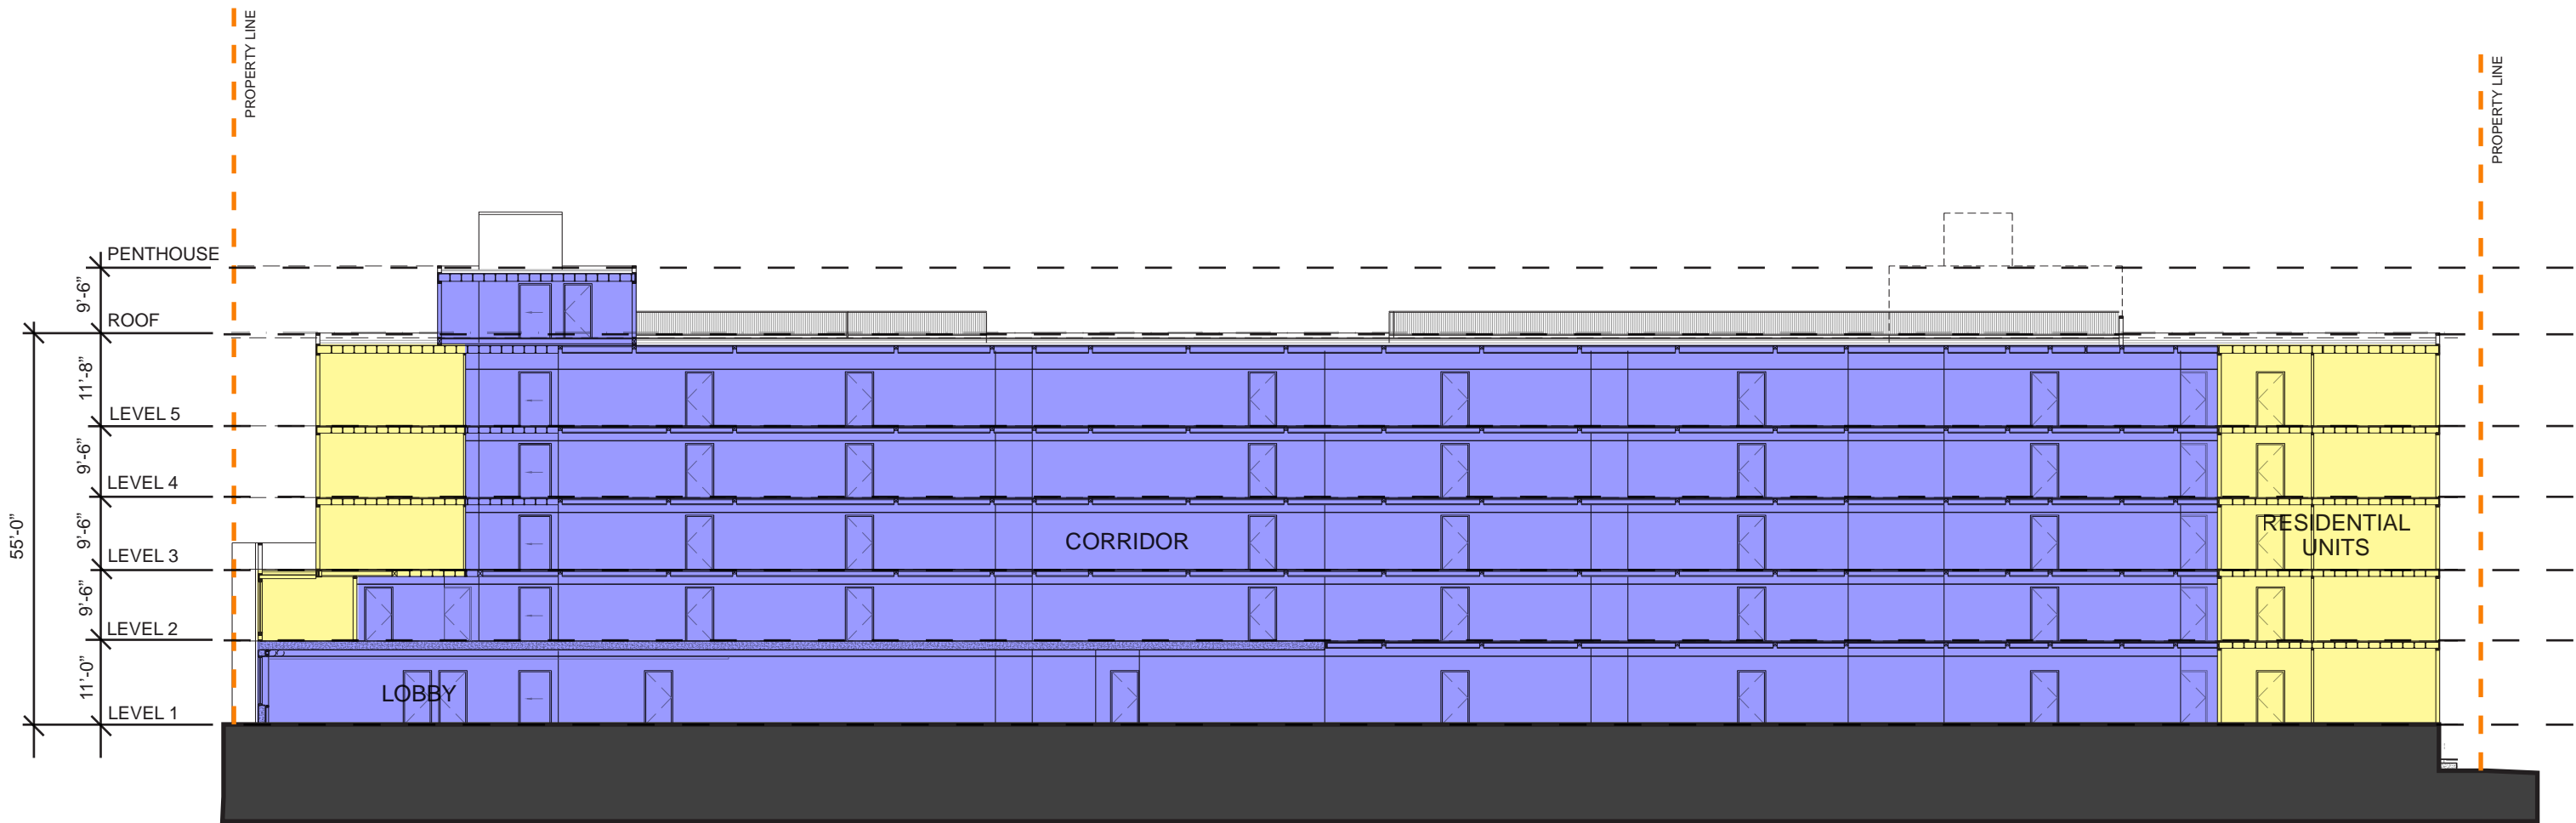 PROPERTY LINE
PROPERTY LINE
PENTHOUSE
9'-6"
ROOF
11'-8"
LEVEL 5
9'-6"
LEVEL 4
9'-6"
LEVEL 3
9'-6"
LEVEL 2
11'-0"
LEVEL 1
55'-0"
CORRIDOR
RESIDENTIAL
UNITS
LOBBY